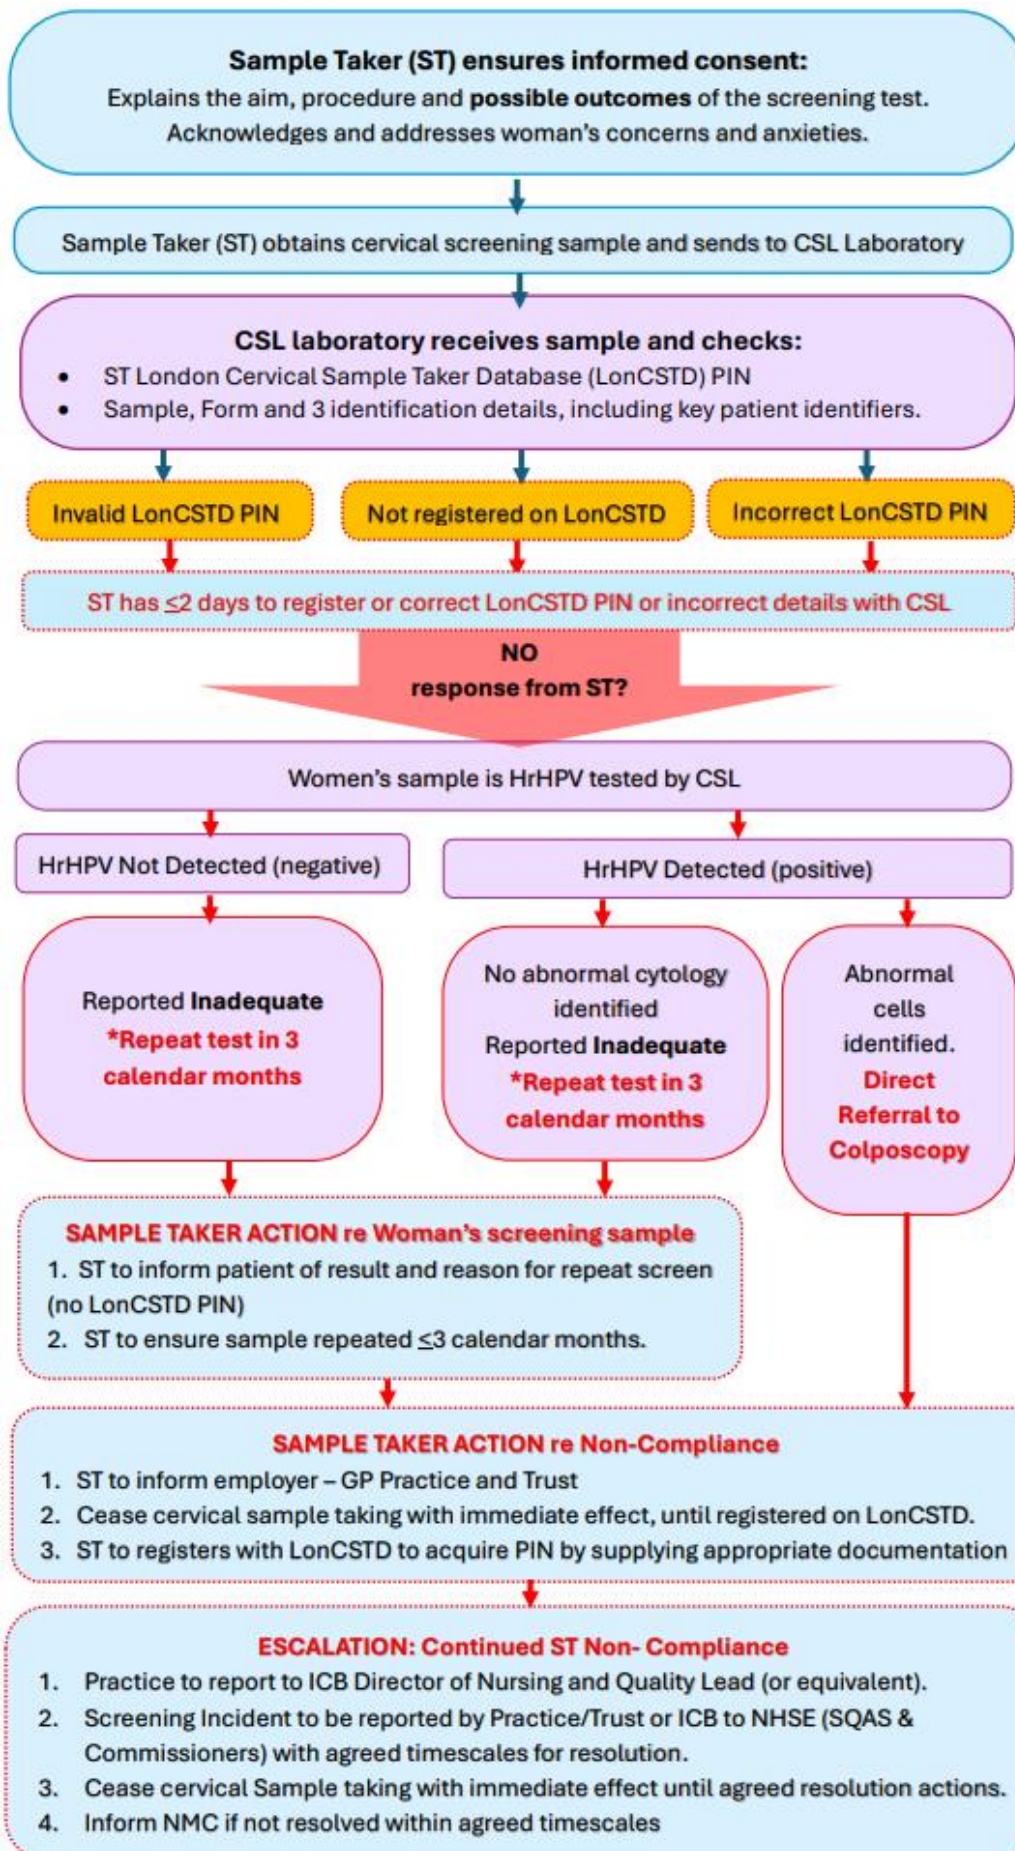 Sample Taker (ST) ensures informed consent:
Explains the aim, procedure and possible outcomes of the screening test.
Acknowledges and addresses woman's concerns and anxieties.
Sample Taker (ST) obtains cervical screening sample and sends to CSL Laboratory
CSL laboratory receives sample and checks:
• ST London Cervical Sample Taker Database (LonCSTD) PIN
• Sample, Form and 3 identification details, including key patient identifiers.
Invalid LonCSTD PIN
Not registered on LonCSTD
Incorrect LonCSTD PIN
ST has ≤2 days to register or correct LonCSTD PIN or incorrect details with CSL
NO
response from ST?
Women's sample is HrHPV tested by CSL
HrHPV Not Detected (negative)
HrHPV Detected (positive)
Reported Inadequate
*Repeat test in 3
calendar months
No abnormal cytology
identified
Reported Inadequate
*Repeat test in 3
calendar months
Abnormal
cells
identified.
Direct
Referral to
Colposcopy
SAMPLE TAKER ACTION re Woman's screening sample
1. ST to inform patient of result and reason for repeat screen
(no LonCSTD PIN)
2. ST to ensure sample repeated ≤3 calendar months.
SAMPLE TAKER ACTION re Non-Compliance
1. ST to inform employer – GP Practice and Trust
2. Cease cervical sample taking with immediate effect, until registered on LonCSTD.
3. ST to registers with LonCSTD to acquire PIN by supplying appropriate documentation
ESCALATION: Continued ST Non- Compliance
1. Practice to report to ICB Director of Nursing and Quality Lead (or equivalent).
2. Screening Incident to be reported by Practice/Trust or ICB to NHSE (SQAS &
Commissioners) with agreed timescales for resolution.
3. Cease cervical Sample taking with immediate effect until agreed resolution actions.
4. Inform NMC if not resolved within agreed timescales